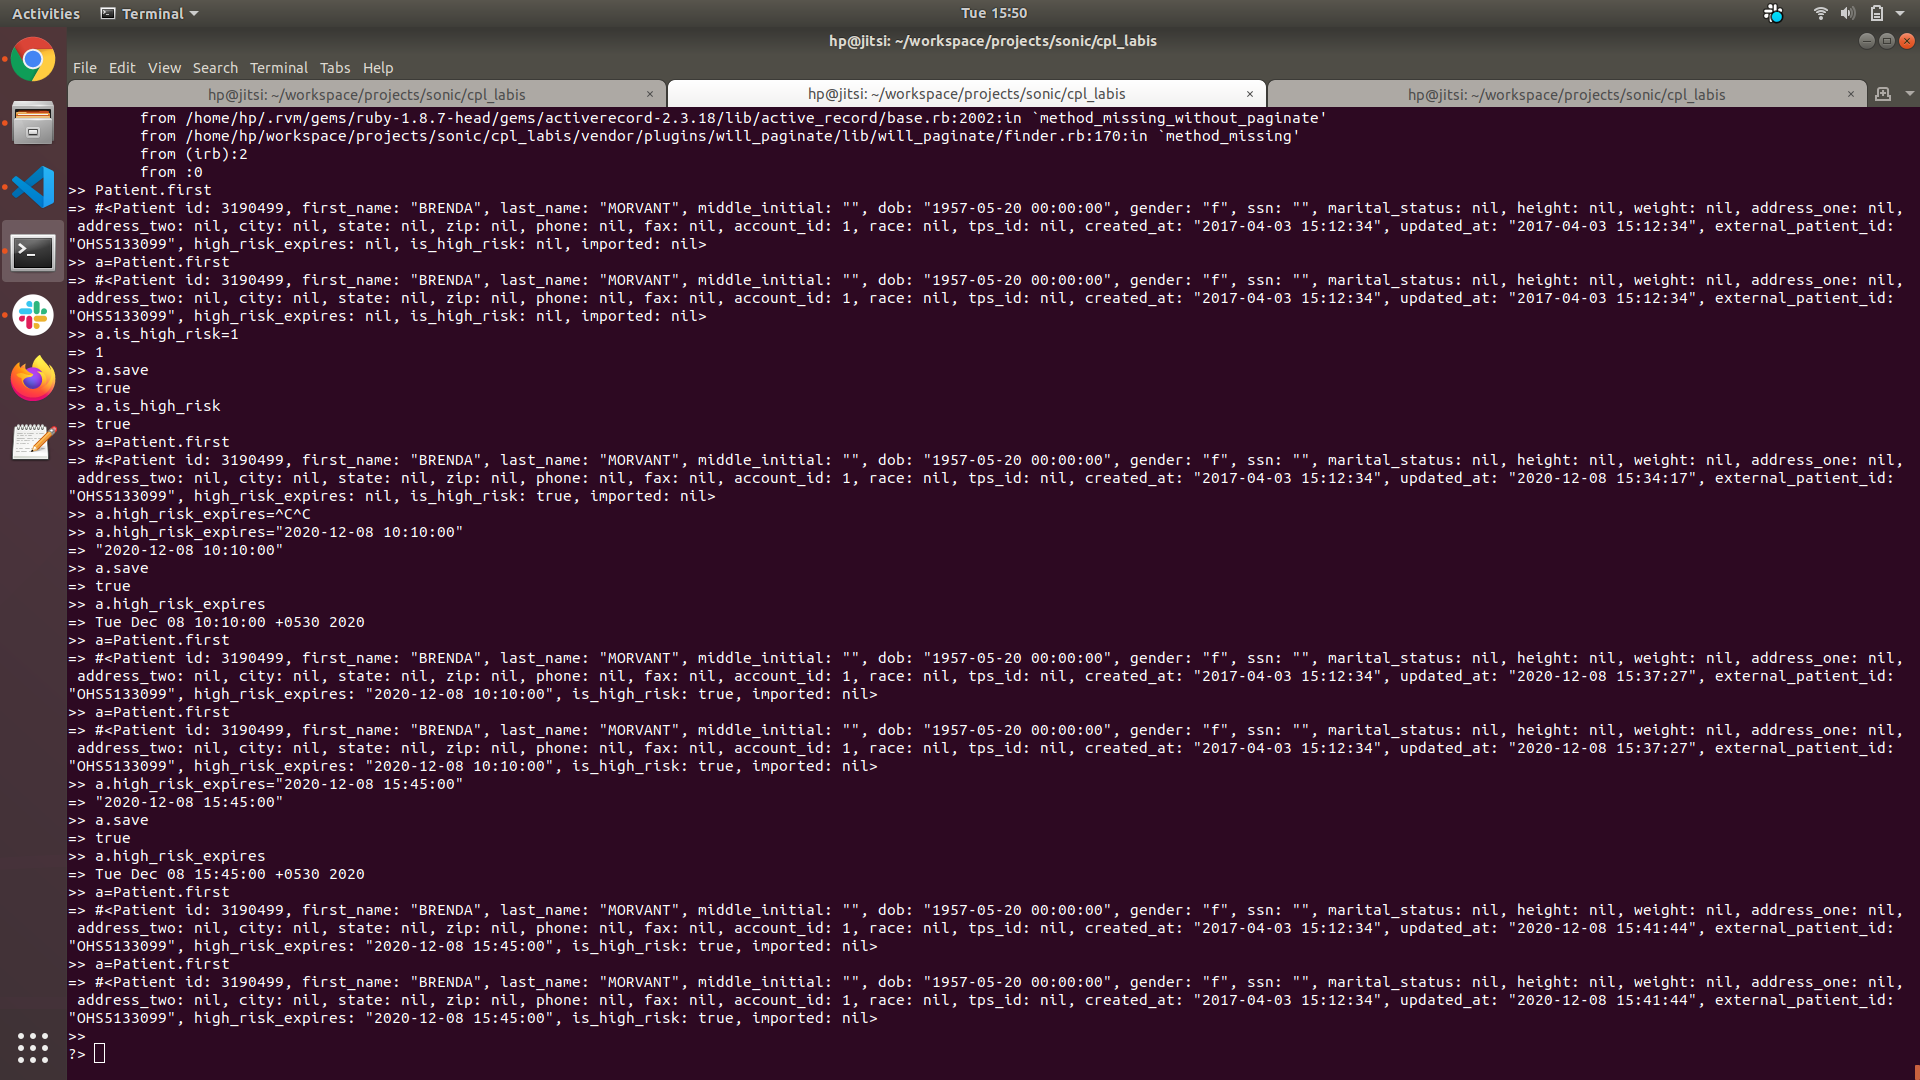 Activities Terminal Tue 15:50
hp@jitsi: ~/workspace/projects/sonic/cpl_labis
File Edit View Search Terminal Tabs Help
hp@jitsi: ~/workspace/projects/sonic/cpl_labis × hp@jitsi: ~/workspace/projects/sonic/cpl_labis × hp@jitsi: ~/workspace/projects/sonic/cpl_labis ×
from /home/hp/.rvm/gems/ruby-1.8.7-head/gems/activerecord-2.3.18/lib/active_record/base.rb:2002:in `method_missing_without_paginate'
from /home/hp/workspace/projects/sonic/cpl_labis/vendor/plugins/will_paginate/lib/will_paginate/finder.rb:170:in `method_missing'
from (irb):2
from :0
>> Patient.first
=> #<Patient id: 3190499, first_name: "BRENDA", last_name: "MORVANT", middle_initial: "", dob: "1957-05-20 00:00:00", gender: "f", ssn: "", marital_status: nil, height: nil, weight: nil, address_one: nil,
address_two: nil, city: nil, state: nil, zip: nil, phone: nil, fax: nil, account_id: 1, race: nil, tps_id: nil, created_at: "2017-04-03 15:12:34", updated_at: "2017-04-03 15:12:34", external_patient_id:
"OHS5133099", high_risk_expires: nil, is_high_risk: nil, imported: nil>
>> a=Patient.first
=> #<Patient id: 3190499, first_name: "BRENDA", last_name: "MORVANT", middle_initial: "", dob: "1957-05-20 00:00:00", gender: "f", ssn: "", marital_status: nil, height: nil, weight: nil, address_one: nil,
address_two: nil, city: nil, state: nil, zip: nil, phone: nil, fax: nil, account_id: 1, race: nil, tps_id: nil, created_at: "2017-04-03 15:12:34", updated_at: "2017-04-03 15:12:34", external_patient_id:
"OHS5133099", high_risk_expires: nil, is_high_risk: nil, imported: nil>
>> a.is_high_risk=1
=> 1
>> a.save
=> true
>> a.is_high_risk
=> true
>> a=Patient.first
=> #<Patient id: 3190499, first_name: "BRENDA", last_name: "MORVANT", middle_initial: "", dob: "1957-05-20 00:00:00", gender: "f", ssn: "", marital_status: nil, height: nil, weight: nil, address_one: nil,
address_two: nil, city: nil, state: nil, zip: nil, phone: nil, fax: nil, account_id: 1, race: nil, tps_id: nil, created_at: "2017-04-03 15:12:34", updated_at: "2020-12-08 15:34:17", external_patient_id:
"OHS5133099", high_risk_expires: nil, is_high_risk: true, imported: nil>
>> a.high_risk_expires=^C^C
>> a.high_risk_expires="2020-12-08 10:10:00"
=> "2020-12-08 10:10:00"
>> a.save
=> true
>> a.high_risk_expires
=> Tue Dec 08 10:10:00 +0530 2020
>> a=Patient.first
=> #<Patient id: 3190499, first_name: "BRENDA", last_name: "MORVANT", middle_initial: "", dob: "1957-05-20 00:00:00", gender: "f", ssn: "", marital_status: nil, height: nil, weight: nil, address_one: nil,
address_two: nil, city: nil, state: nil, zip: nil, phone: nil, fax: nil, account_id: 1, race: nil, tps_id: nil, created_at: "2017-04-03 15:12:34", updated_at: "2020-12-08 15:37:27", external_patient_id:
"OHS5133099", high_risk_expires: "2020-12-08 10:10:00", is_high_risk: true, imported: nil>
>> a=Patient.first
=> #<Patient id: 3190499, first_name: "BRENDA", last_name: "MORVANT", middle_initial: "", dob: "1957-05-20 00:00:00", gender: "f", ssn: "", marital_status: nil, height: nil, weight: nil, address_one: nil,
address_two: nil, city: nil, state: nil, zip: nil, phone: nil, fax: nil, account_id: 1, race: nil, tps_id: nil, created_at: "2017-04-03 15:12:34", updated_at: "2020-12-08 15:37:27", external_patient_id:
"OHS5133099", high_risk_expires: "2020-12-08 10:10:00", is_high_risk: true, imported: nil>
>> a.high_risk_expires="2020-12-08 15:45:00"
=> "2020-12-08 15:45:00"
>> a.save
=> true
>> a.high_risk_expires
=> Tue Dec 08 15:45:00 +0530 2020
>> a=Patient.first
=> #<Patient id: 3190499, first_name: "BRENDA", last_name: "MORVANT", middle_initial: "", dob: "1957-05-20 00:00:00", gender: "f", ssn: "", marital_status: nil, height: nil, weight: nil, address_one: nil,
address_two: nil, city: nil, state: nil, zip: nil, phone: nil, fax: nil, account_id: 1, race: nil, tps_id: nil, created_at: "2017-04-03 15:12:34", updated_at: "2020-12-08 15:41:44", external_patient_id:
"OHS5133099", high_risk_expires: "2020-12-08 15:45:00", is_high_risk: true, imported: nil>
>> a=Patient.first
=> #<Patient id: 3190499, first_name: "BRENDA", last_name: "MORVANT", middle_initial: "", dob: "1957-05-20 00:00:00", gender: "f", ssn: "", marital_status: nil, height: nil, weight: nil, address_one: nil,
address_two: nil, city: nil, state: nil, zip: nil, phone: nil, fax: nil, account_id: 1, race: nil, tps_id: nil, created_at: "2017-04-03 15:12:34", updated_at: "2020-12-08 15:41:44", external_patient_id:
"OHS5133099", high_risk_expires: "2020-12-08 15:45:00", is_high_risk: true, imported: nil>
>>
?>